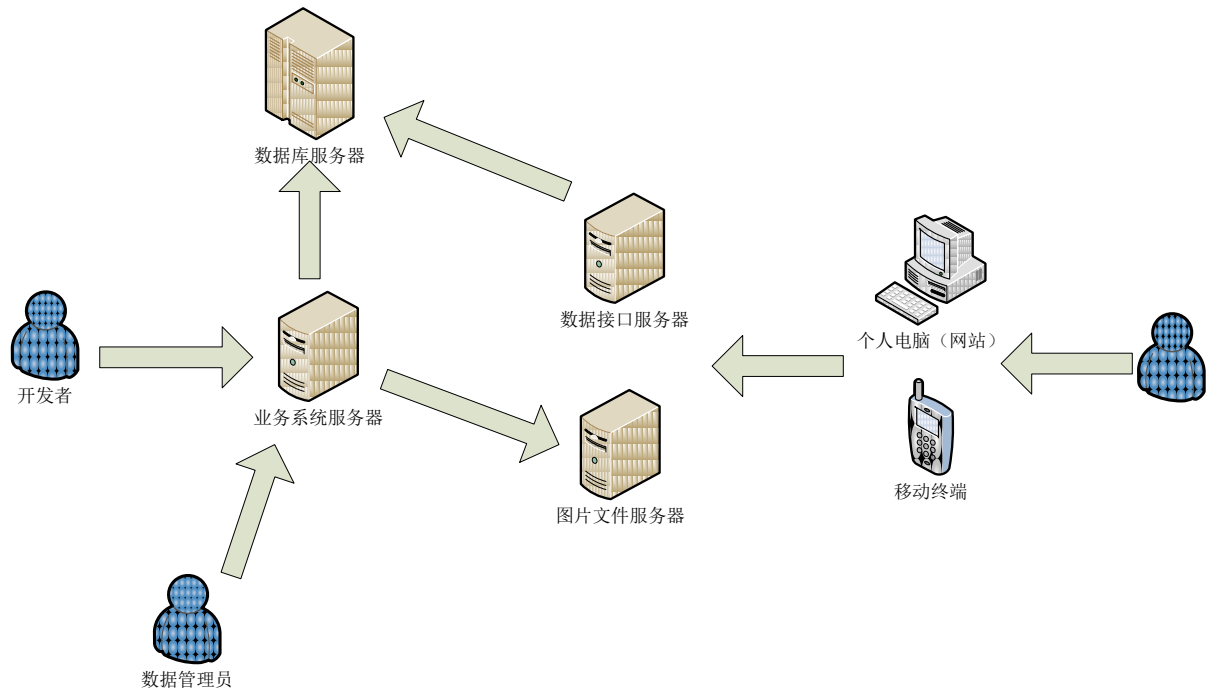 数据库服务器
数据接口服务器
个人电脑（网站）
开发者
业务系统服务器
移动终端
图片文件服务器
数据管理员